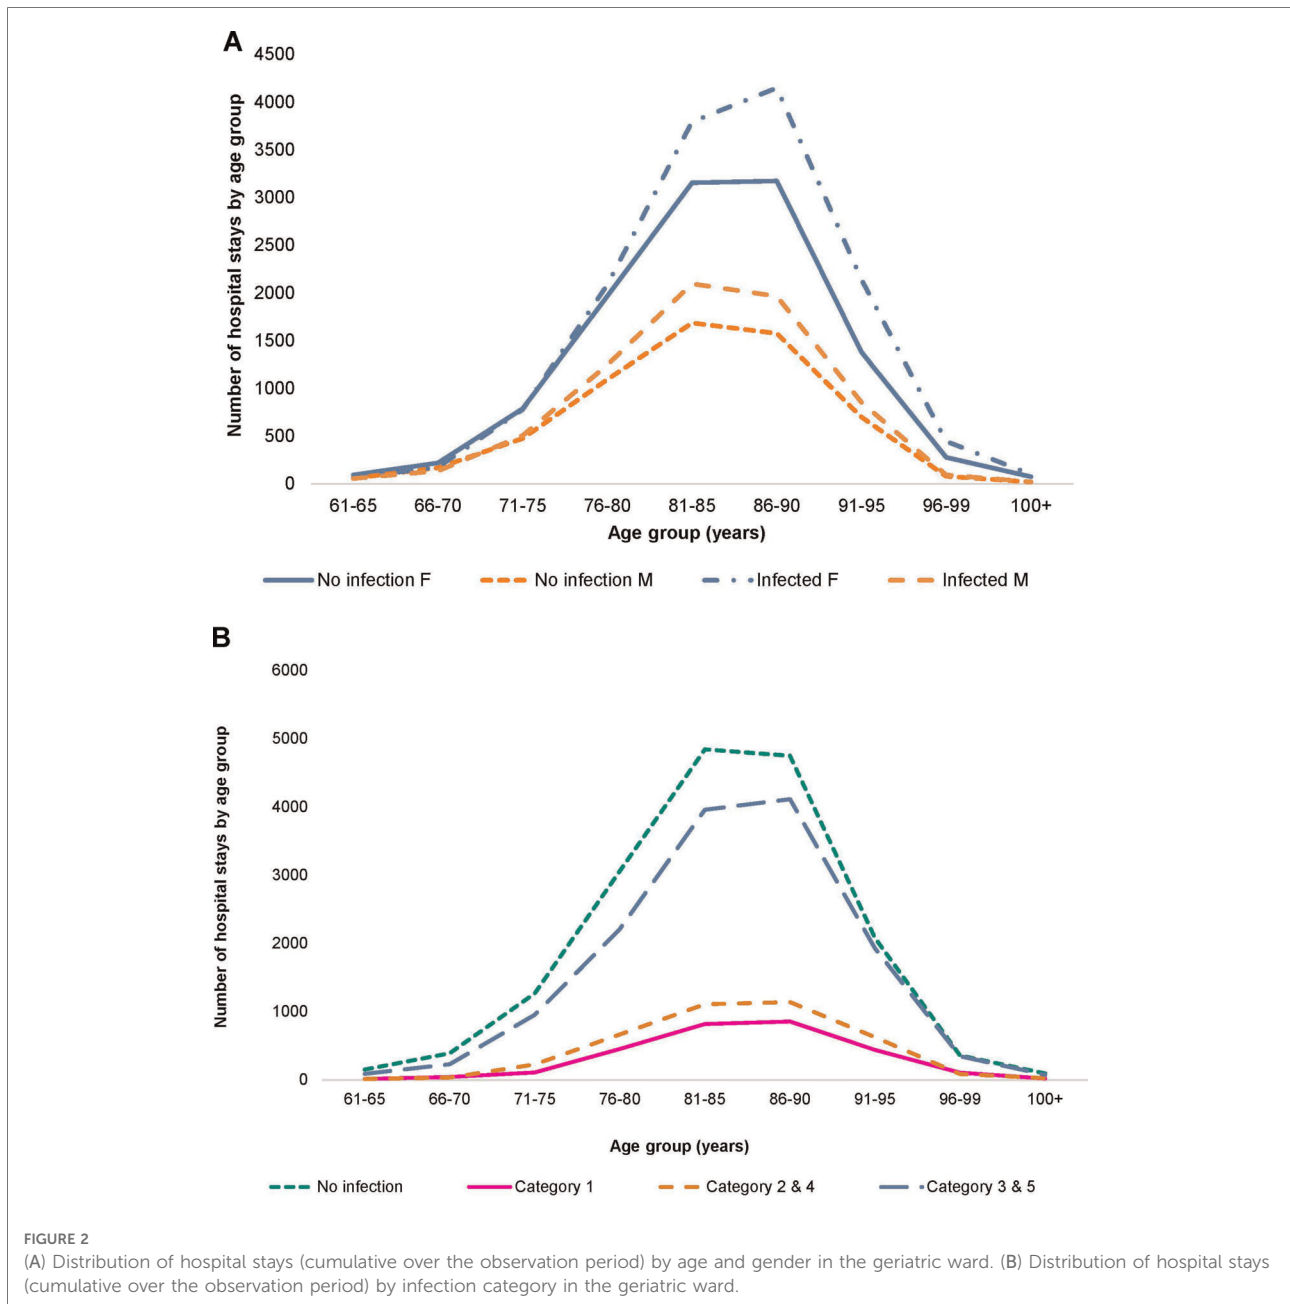 A
Number of hospital stays by age group
4500
4000
3500
3000
2500
2000
1500
1000
500
0
61-65 66-70 71-75 76-80 81-85 86-90 91-95 96-99 100+
Age group (years)
No infection F No infection M Infected F Infected M
B
Number of hospital stays by age group
6000
5000
4000
3000
2000
1000
0
61-65 66-70 71-75 76-80 81-85 86-90 91-95 96-99 100+
Age group (years)
No infection Category 1 Category 2 & 4 Category 3 & 5
FIGURE 2
(A) Distribution of hospital stays (cumulative over the observation period) by age and gender in the geriatric ward. (B) Distribution of hospital stays
(cumulative over the observation period) by infection category in the geriatric ward.